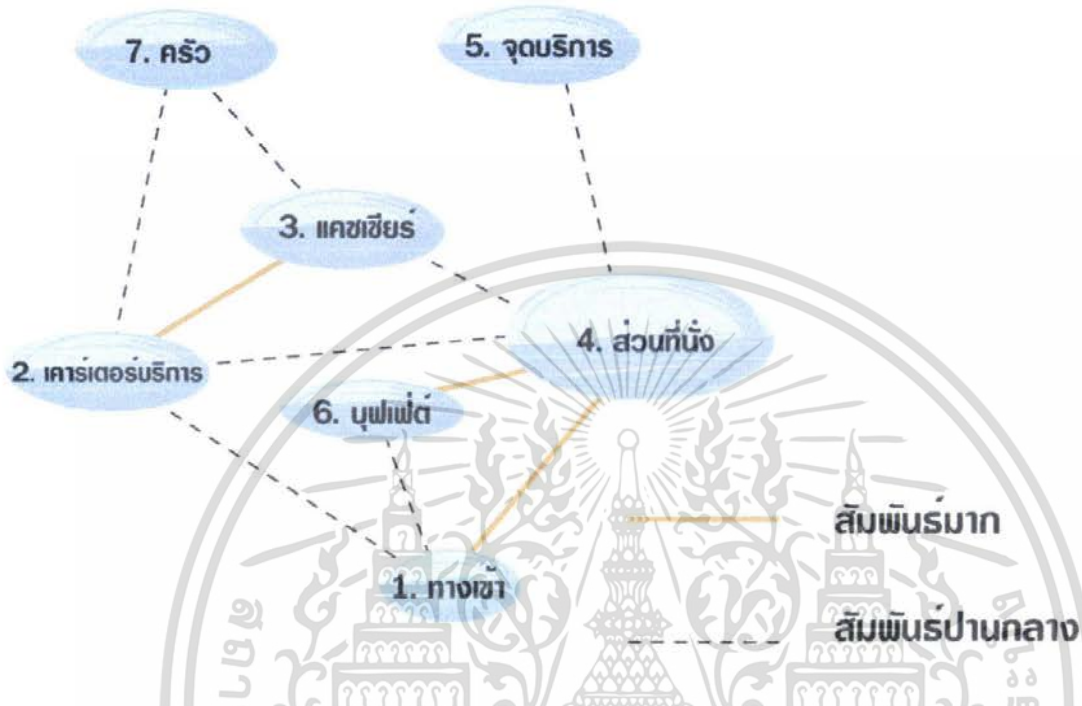 7. ครัว
5. จุดบริการ
3. แคชเชียร์
4. ส่วนที่นั่ง
2. เคาร์เตอร์บริการ
6. บุฟเฟ่ต์
1. ทางเข้า
สัมพันธ์มาก
สัมพันธ์ปานกลาง